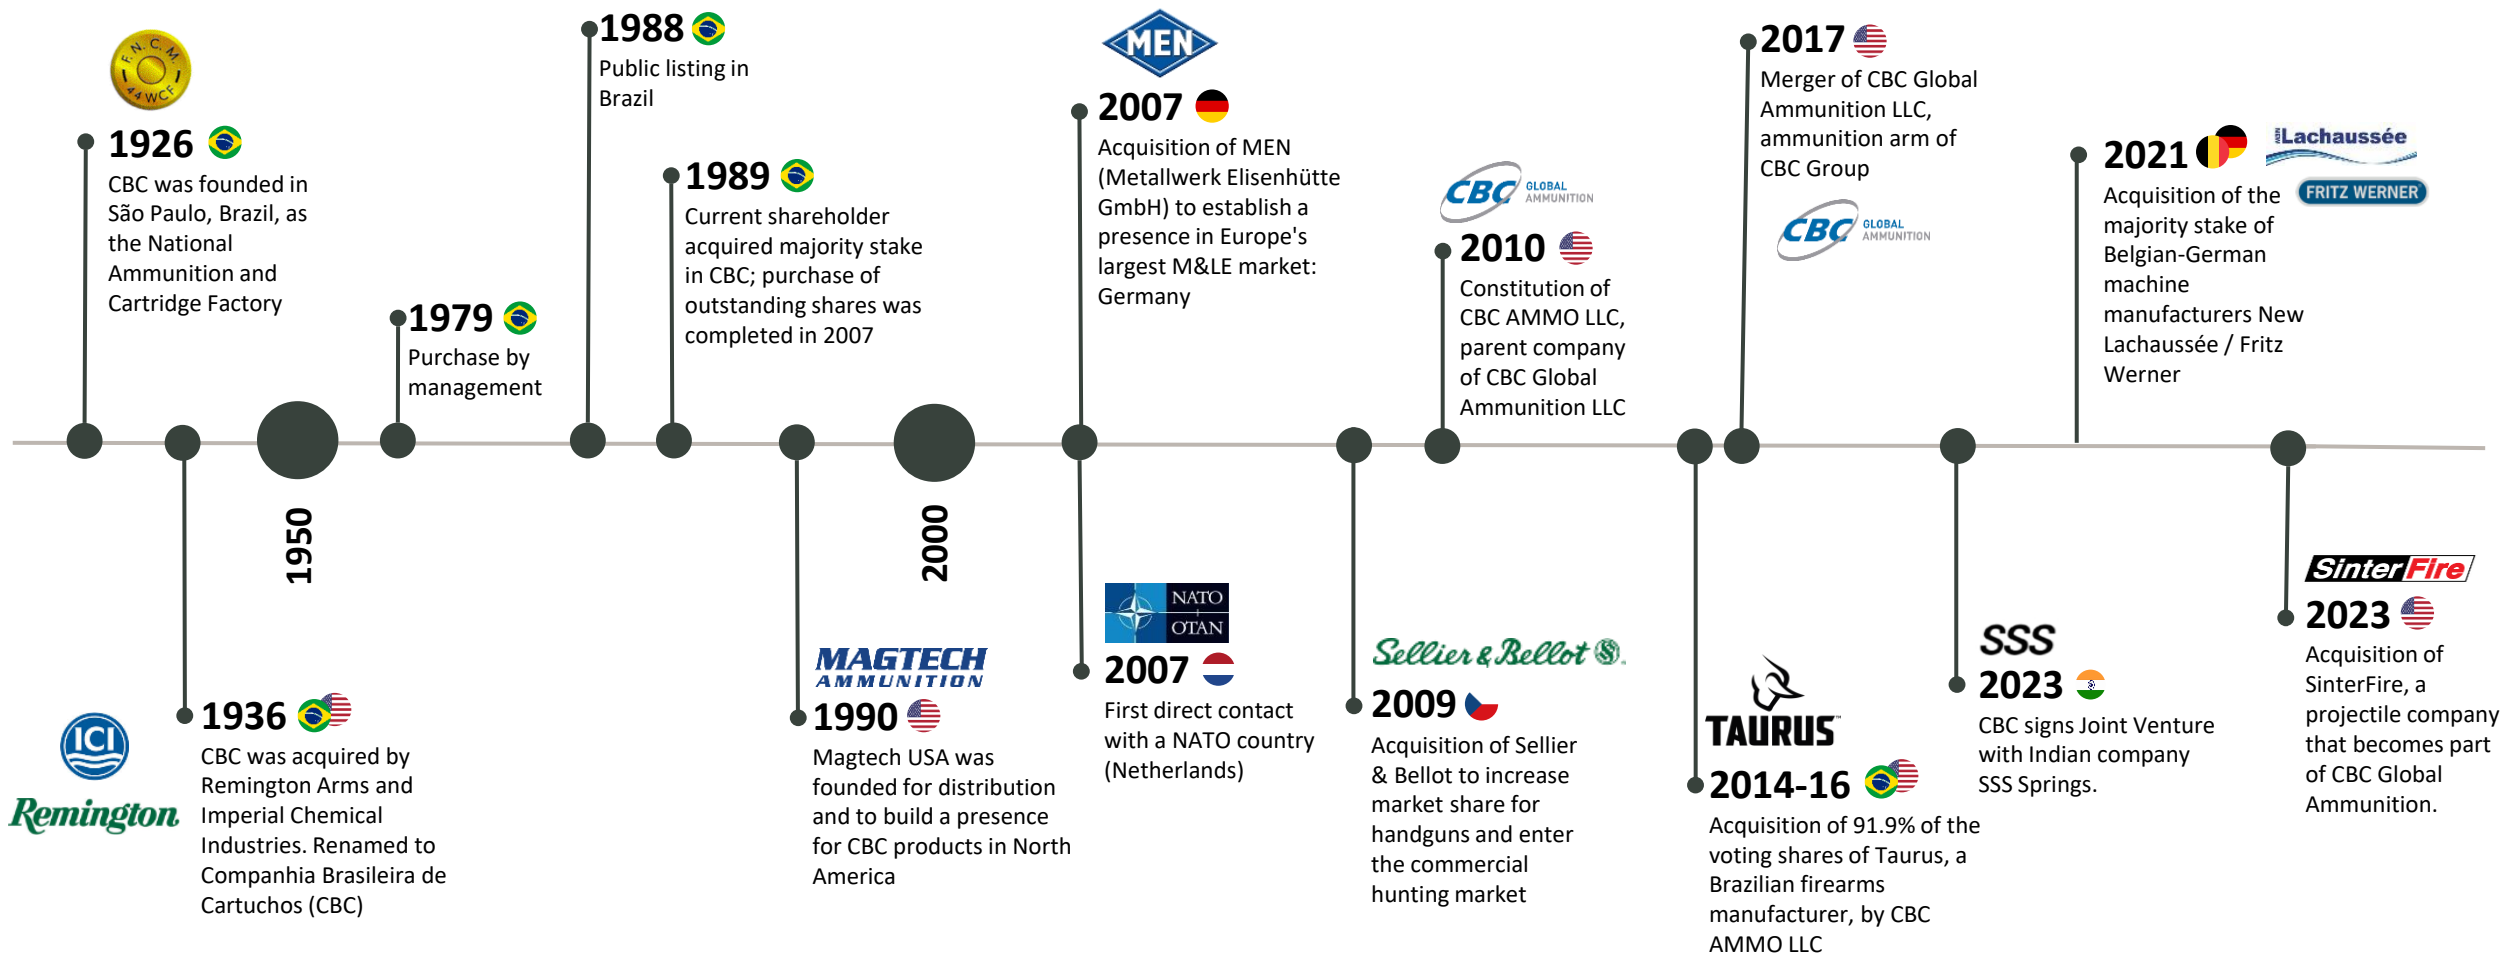 F. N. C. M.
44 WCF
1926
CBC was founded in
São Paulo, Brazil, as
the National
Ammunition and
Cartridge Factory
ICI
Remington
1936
CBC was acquired by
Remington Arms and
Imperial Chemical
Industries. Renamed to
Companhia Brasileira de
Cartuchos (CBC)
1950
1979
Purchase by
management
1988
Public listing in
Brazil
1989
Current shareholder
acquired majority stake
in CBC; purchase of
outstanding shares was
completed in 2007
MAGTECH
AMMUNITION
1990
Magtech USA was
founded for distribution
and to build a presence
for CBC products in North
America
2000
MEN
2007
Acquisition of MEN
(Metallwerk Elisenhütte
GmbH) to establish a
presence in Europe's
largest M&LE market:
Germany
NATO
OTAN
2007
First direct contact
with a NATO country
(Netherlands)
Sellier & Bellot
2009
Acquisition of Sellier
& Bellot to increase
market share for
handguns and enter
the commercial
hunting market
CBC GLOBAL
AMMUNITION
2010
Constitution of
CBC AMMO LLC,
parent company
of CBC Global
Ammunition LLC
TAURUS™
2014-16
Acquisition of 91.9% of the
voting shares of Taurus, a
Brazilian firearms
manufacturer, by CBC
AMMO LLC
2017
Merger of CBC Global
Ammunition LLC,
ammunition arm of
CBC Group
CBC GLOBAL
AMMUNITION
SSS
2023
CBC signs Joint Venture
with Indian company
SSS Springs.
2021
NEW Lachaussée
FRITZ WERNER
Acquisition of the
majority stake of
Belgian-German
machine
manufacturers New
Lachaussée / Fritz
Werner
SinterFire
2023
Acquisition of
SinterFire, a
projectile company
that becomes part
of CBC Global
Ammunition.